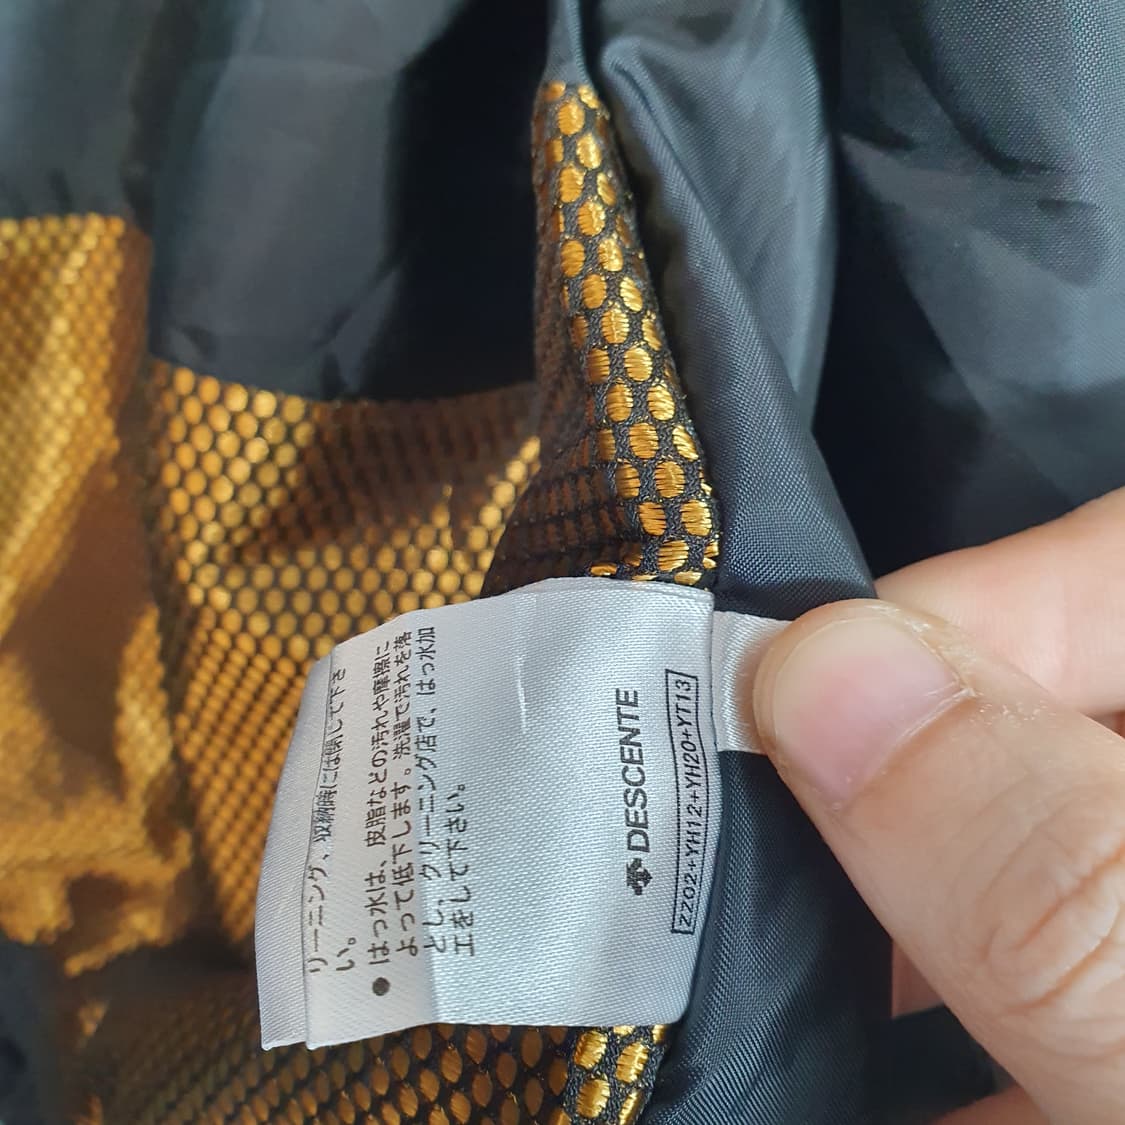 リーニング、収納時には陰干して下さ
い。
● はっ水は、皮脂などの汚れや摩擦に
よって低下します。洗濯で汚れを落
とし、クリーニング店で、はっ水加
工をして下さい。
DESCENTE
ZZ02+YH12+YH20+YT13